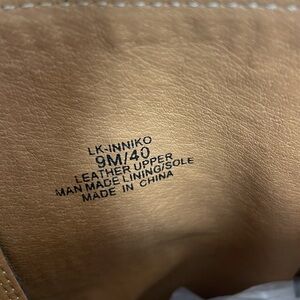 LK-INNIKO
9M/40
LEATHER UPPER
MAN MADE LINING/SOLE
MADE IN CHINA